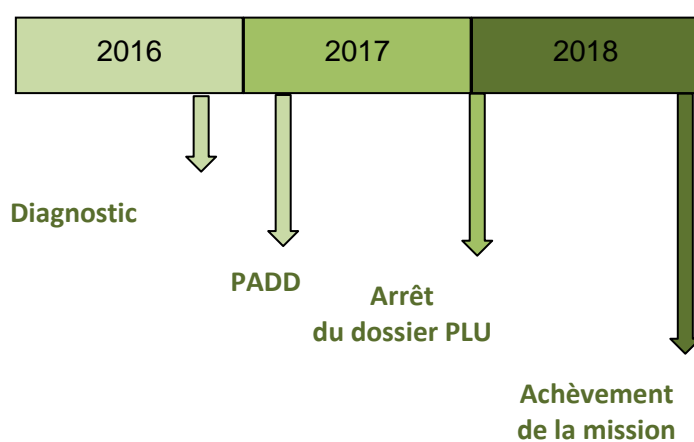 2016 2017 2018
Diagnostic
PADD
Arrêt
du dossier PLU
Achèvement
de la mission